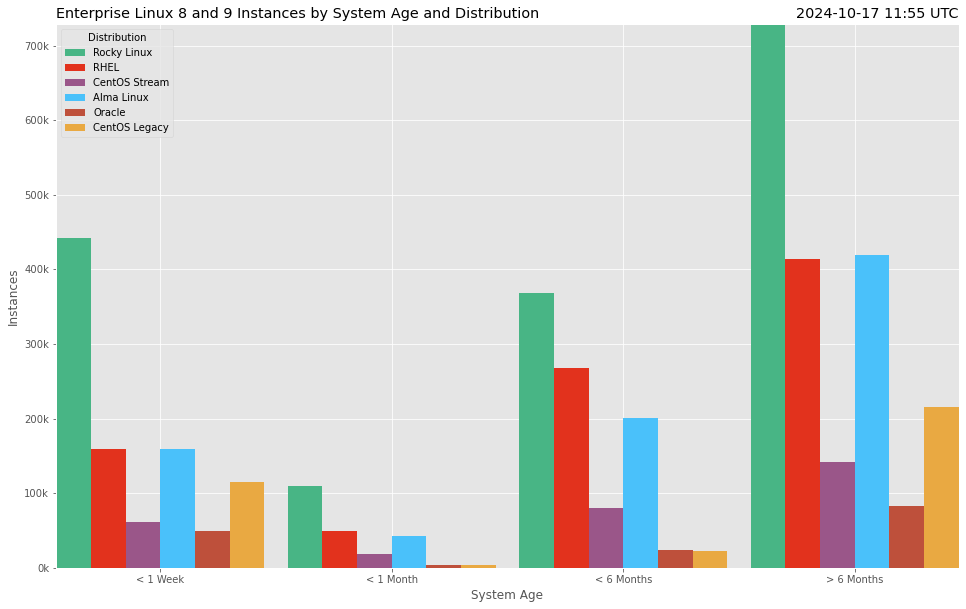 Enterprise Linux 8 and 9 Instances by System Age and Distribution
2024-10-17 11:55 UTC
Distribution
Rocky Linux
RHEL
CentOS Stream
Alma Linux
Oracle
CentOS Legacy
700k
600k
500k
400k
300k
200k
100k
0k
Instances
< 1 Week
< 1 Month
< 6 Months
> 6 Months
System Age